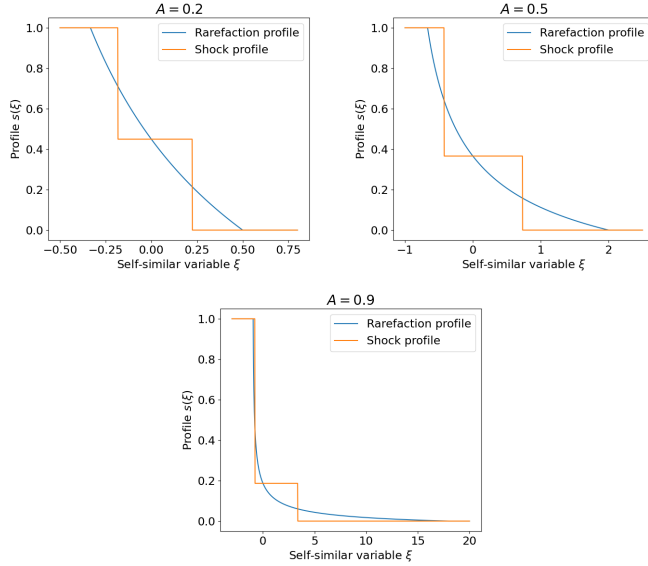 A = 0.2
Rarefaction profile
Shock profile
Profile s(ξ)
1.0
0.8
0.6
0.4
0.2
0.0
−0.50 −0.25 0.00 0.25 0.50 0.75
Self-similar variable ξ
A = 0.5
Rarefaction profile
Shock profile
Profile s(ξ)
1.0
0.8
0.6
0.4
0.2
0.0
−1 0 1 2
Self-similar variable ξ
A = 0.9
Rarefaction profile
Shock profile
Profile s(ξ)
1.0
0.8
0.6
0.4
0.2
0.0
0 5 10 15 20
Self-similar variable ξ